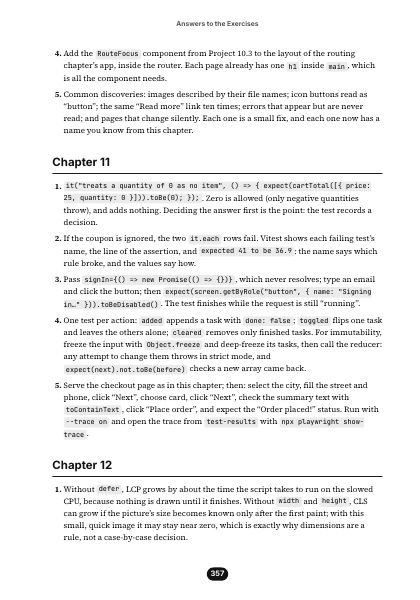 Answers to the Exercises
4. Add the RouteFocus component from Project 10.3 to the layout of the routing
chapter's app, inside the router. Each page already has one h1 inside main, which
is all the component needs.
5. Common discoveries: images described by their file names; icon buttons read as
"button"; the same "Read more" link ten times; errors that appear but are never
read; and pages that change silently. Each one is a small fix, and each one now has a
name you know from this chapter.
Chapter 11
1. it("treats a quantity of 0 as no item", () => { expect(cartTotal([{ price:
25, quantity: 0 }])).toBe(0); });. Zero is allowed (only negative quantities
throw), and adds nothing. Deciding the answer first is the point: the test records a
decision.
2. If the coupon is ignored, the two it.each rows fail. Vitest shows each failing test's
name, the line of the assertion, and expected 41 to be 36.9: the name says which
rule broke, and the values say how.
3. Pass signIn={() => new Promise(() => {})}, which never resolves; type an email
and click the button; then expect(screen.getByRole("button", { name: "Signing
in…" })).toBeDisabled(). The test finishes while the request is still "running".
4. One test per action: added appends a task with done: false; toggled flips one task
and leaves the others alone; cleared removes only finished tasks. For immutability,
freeze the input with Object.freeze and deep-freeze its tasks, then call the reducer:
any attempt to change them throws in strict mode, and
expect(next).not.toBe(before) checks a new array came back.
5. Serve the checkout page as in this chapter; then: select the city, fill the street and
phone, click "Next", choose card, click "Next", check the summary text with
toContainText, click "Place order", and expect the "Order placed!" status. Run with
--trace on and open the trace from test-results with npx playwright show-
trace.
Chapter 12
1. Without defer, LCP grows by about the time the script takes to run on the slowed
CPU, because nothing is drawn until it finishes. Without width and height, CLS
can grow if the picture's size becomes known only after the first paint; with this
small, quick image it may stay near zero, which is exactly why dimensions are a
rule, not a case-by-case decision.
357